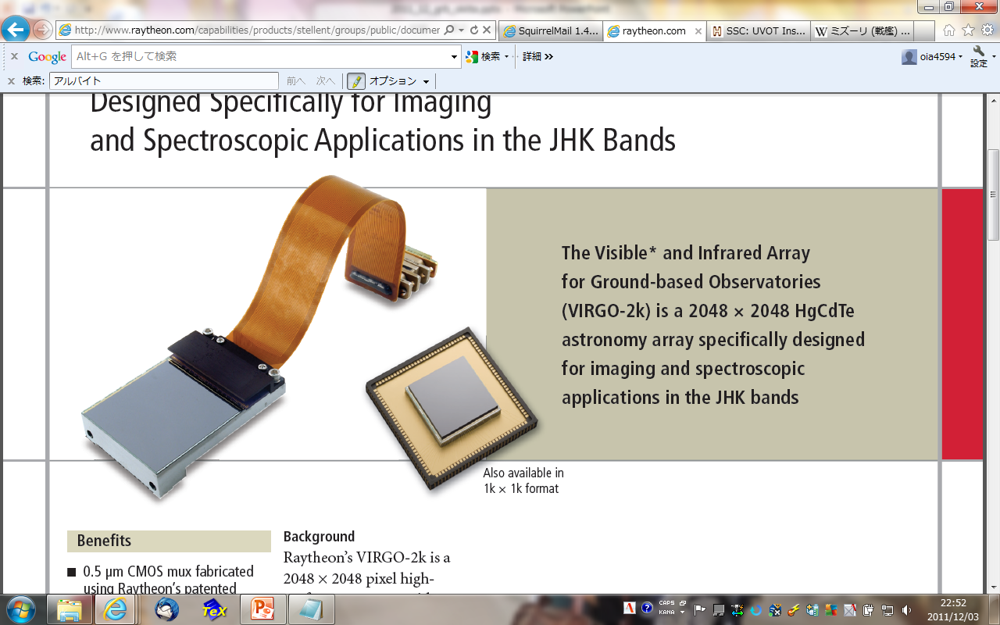 http://www.raytheon.com/capabilities/products/stellent/groups/public/documer
SquirrelMail 1.4...
raytheon.com
SSC: UVOT Ins...
W ミズーリ (戦艦) ...
Google
Alt+G を押して検索
検索
詳細
oia4594
設定
検索:
アルバイト
前へ
次へ
オプション
Designed Specifically for Imaging
and Spectroscopic Applications in the JHK Bands
The Visible* and Infrared Array
for Ground-based Observatories
(VIRGO-2k) is a 2048 × 2048 HgCdTe
astronomy array specifically designed
for imaging and spectroscopic
applications in the JHK bands
Also available in
1k × 1k format
Benefits
■ 0.5 µm CMOS mux fabricated
using Raytheon's patented
Background
Raytheon's VIRGO-2k is a
2048 × 2048 pixel high-
TeX
A
CAPS
KANA
22:52
2011/12/03